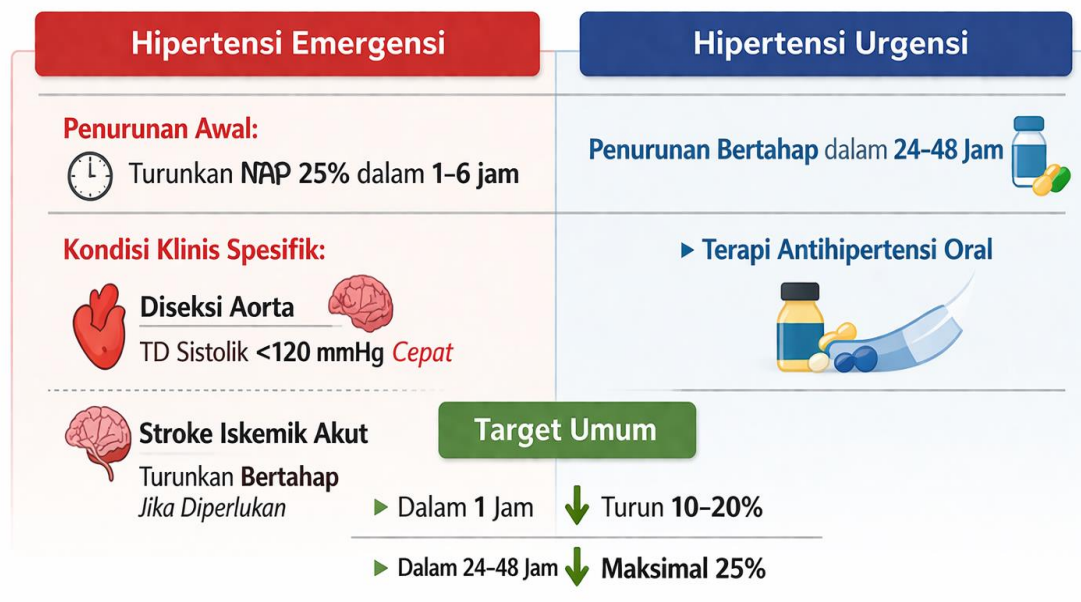 Hipertensi Emergensi
Hipertensi Urgensi
Penurunan Awal:
Turunkan NAP 25% dalam 1–6 jam
Penurunan Bertahap dalam 24–48 Jam
Kondisi Klinis Spesifik:
Diseksi Aorta
TD Sistolik <120 mmHg Cepat
▶ Terapi Antihipertensi Oral
Stroke Iskemik Akut
Turunkan Bertahap
Jika Diperlukan
Target Umum
▶ Dalam 1 Jam ↓ Turun 10–20%
▶ Dalam 24–48 Jam ↓ Maksimal 25%